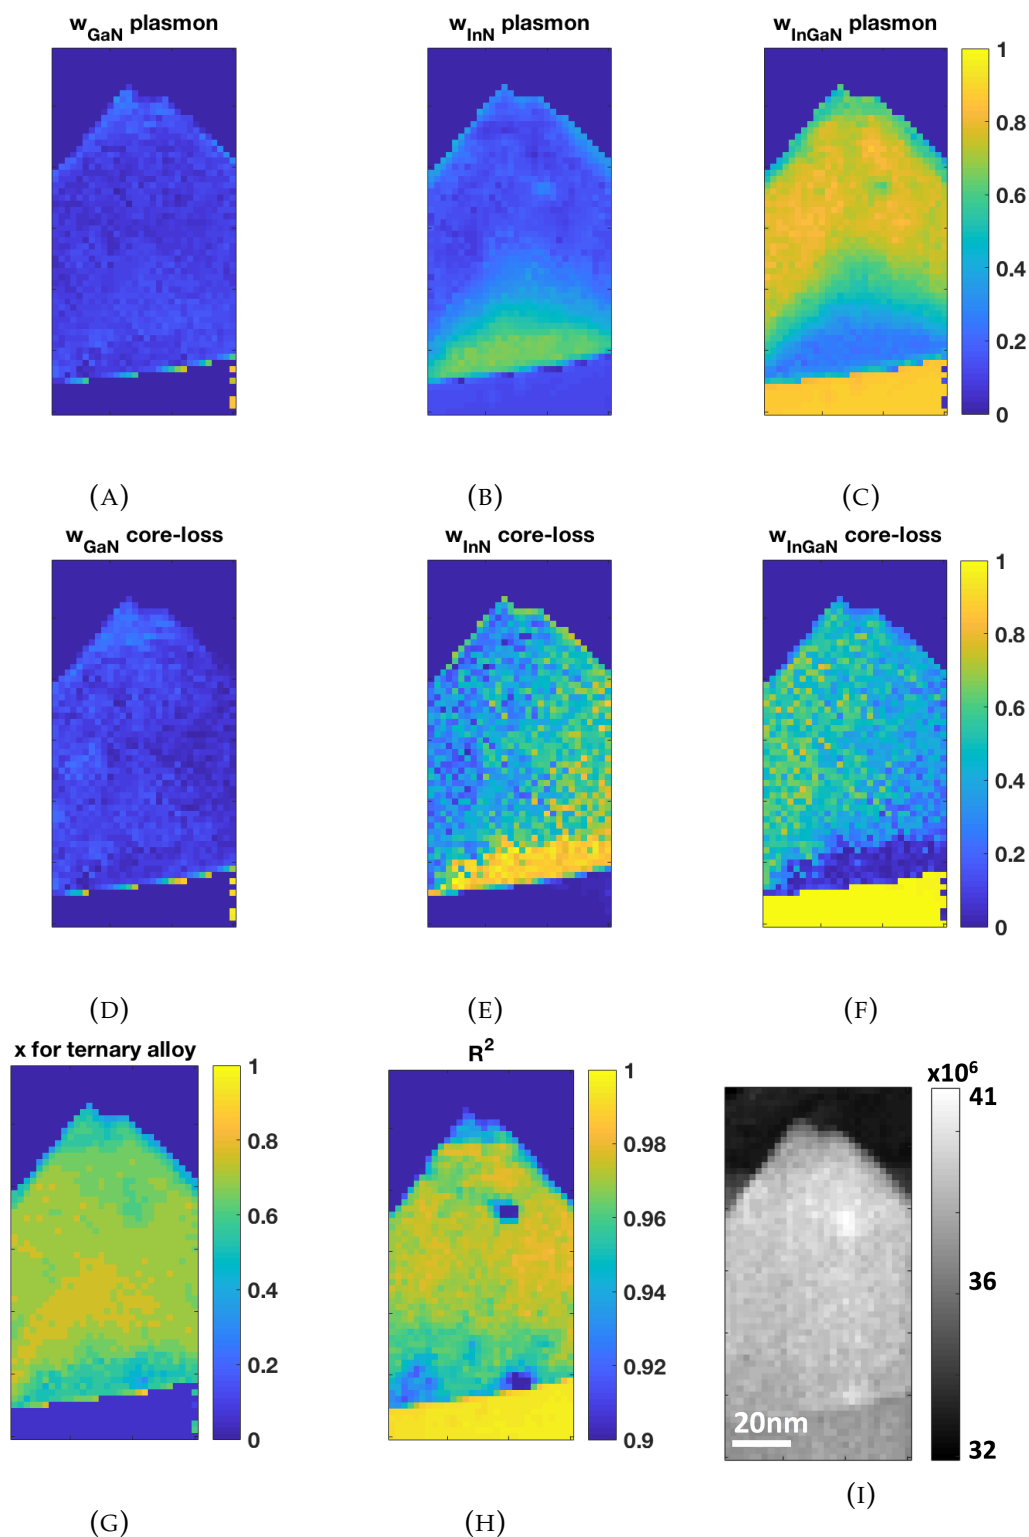 w_GaN plasmon
w_InN plasmon
w_InGaN plasmon
1
0.8
0.6
0.4
0.2
0
(A)
(B)
(C)
w_GaN core-loss
w_InN core-loss
w_InGaN core-loss
1
0.8
0.6
0.4
0.2
0
(D)
(E)
(F)
x for ternary alloy
1
0.8
0.6
0.4
0.2
0
R²
1
0.98
0.96
0.94
0.92
0.9
x10⁶
41
36
32
20nm
(G)
(H)
(I)